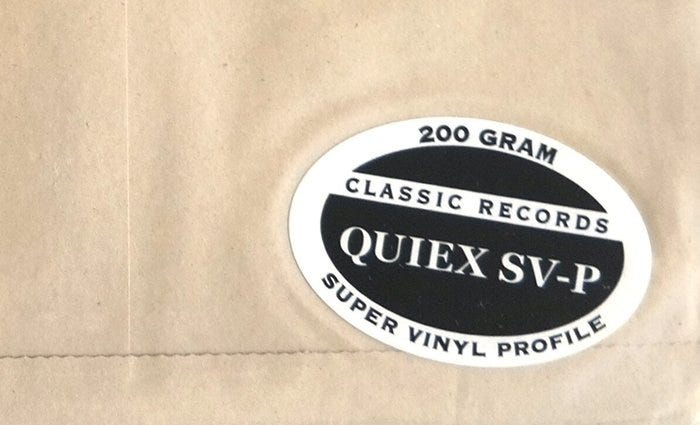 200 GRAM
CLASSIC RECORDS
QUIEX SV-P
SUPER VINYL PROFILE